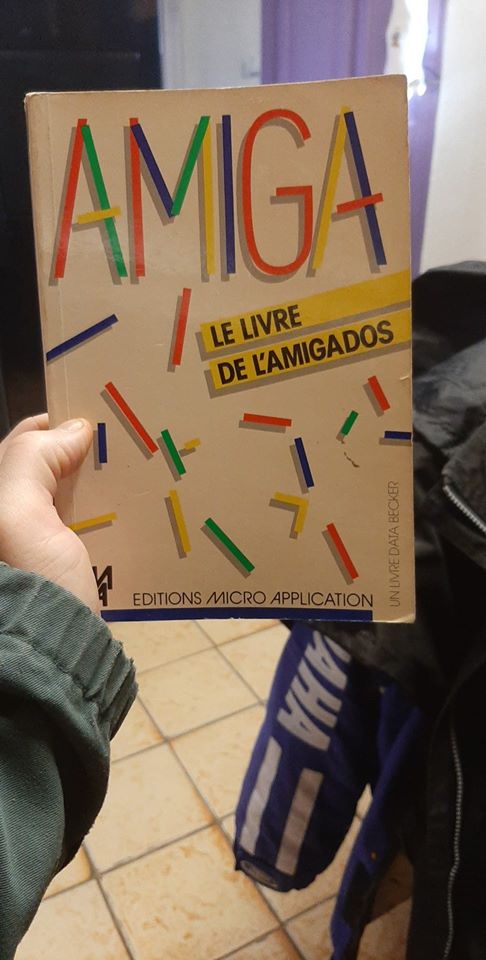 AMIGA
LE LIVRE
DE L'AMIGADOS
UN LIVRE DATA BECKER
EDITIONS MICRO APPLICATION